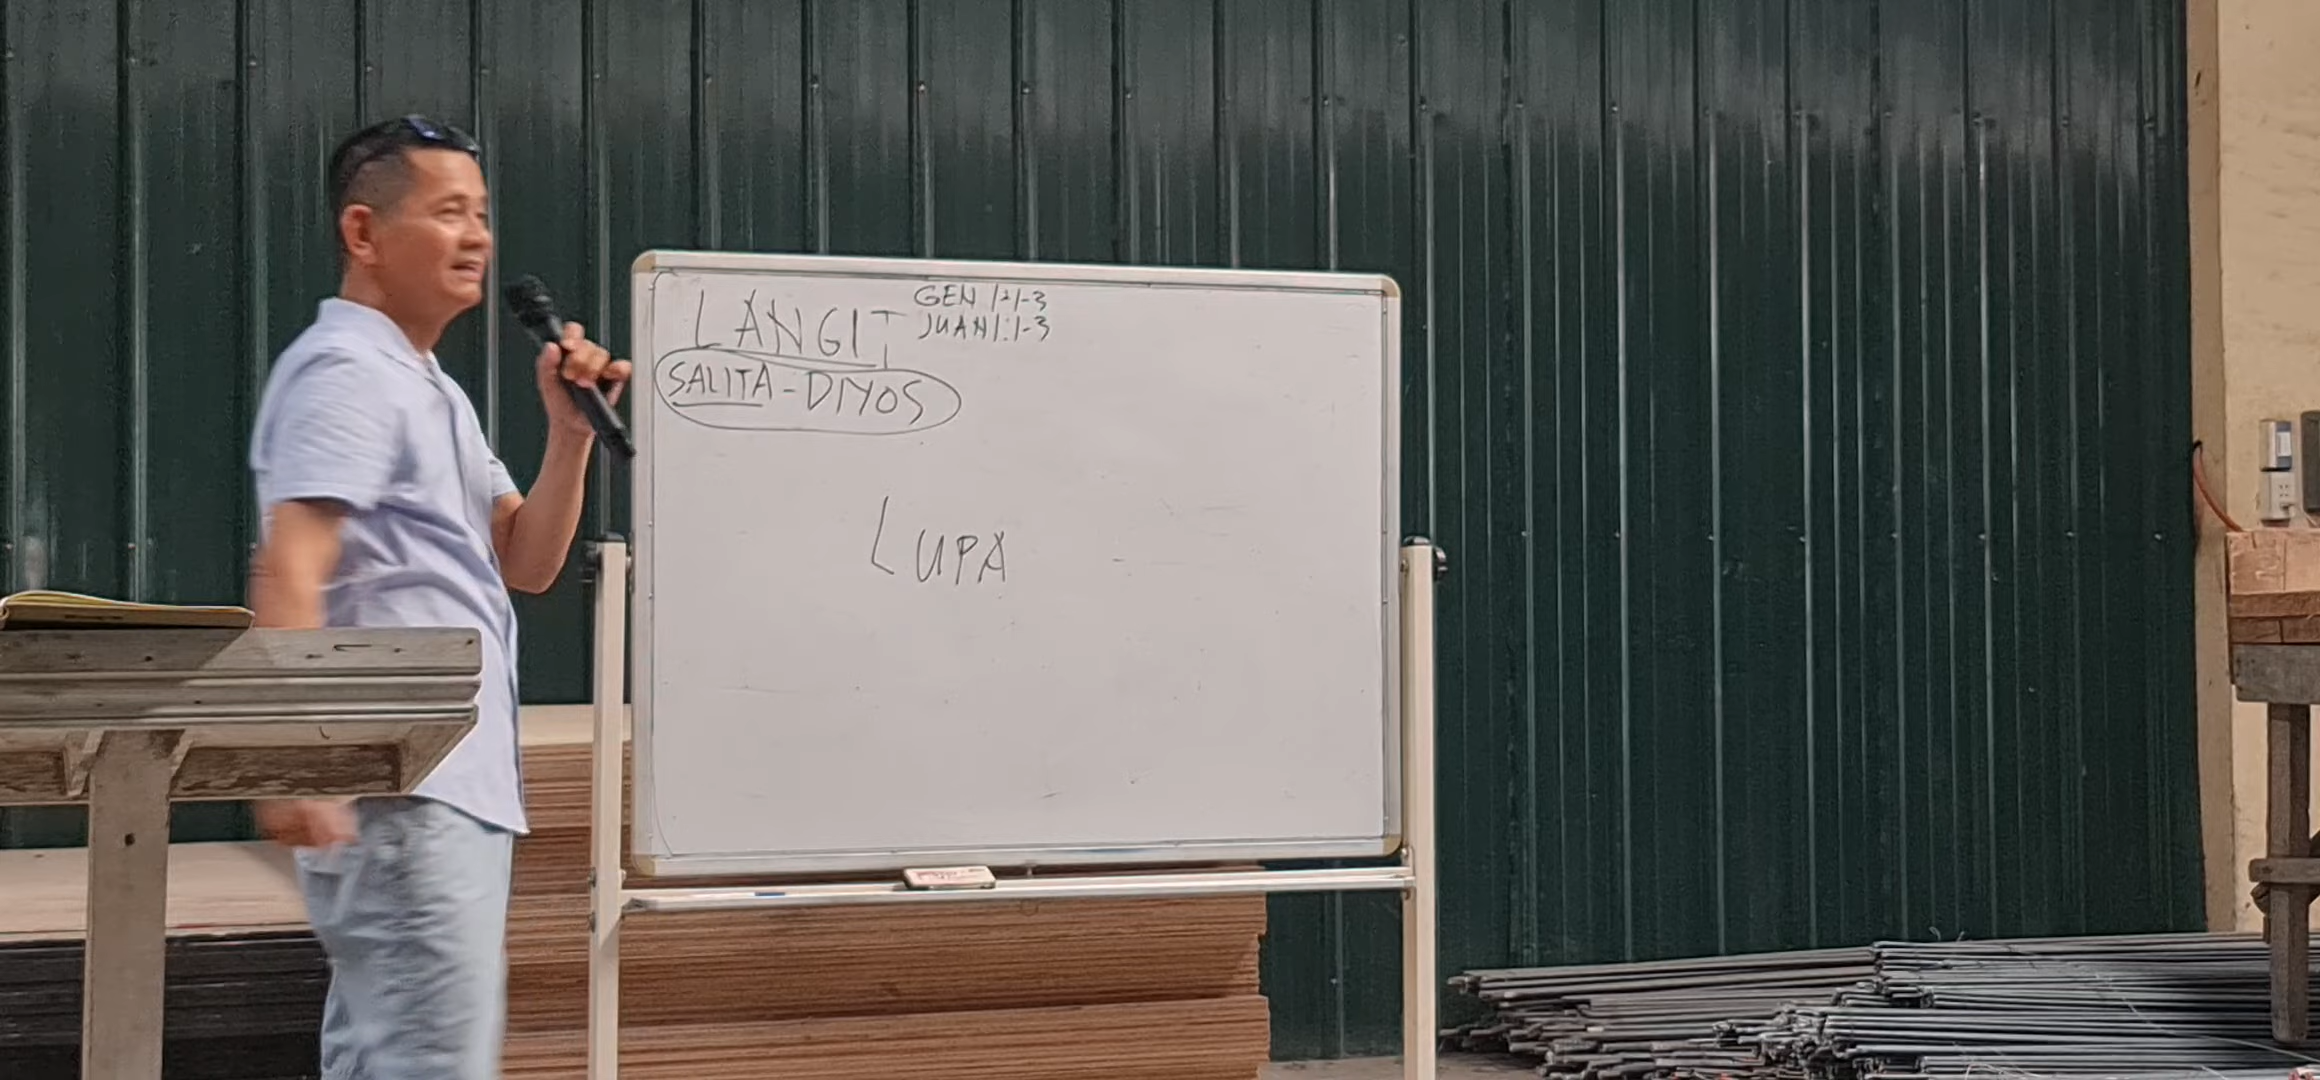 LANGIT
GEN 1:1-3
JUAN 1:1-3
SALITA-DIYOS
LUPA